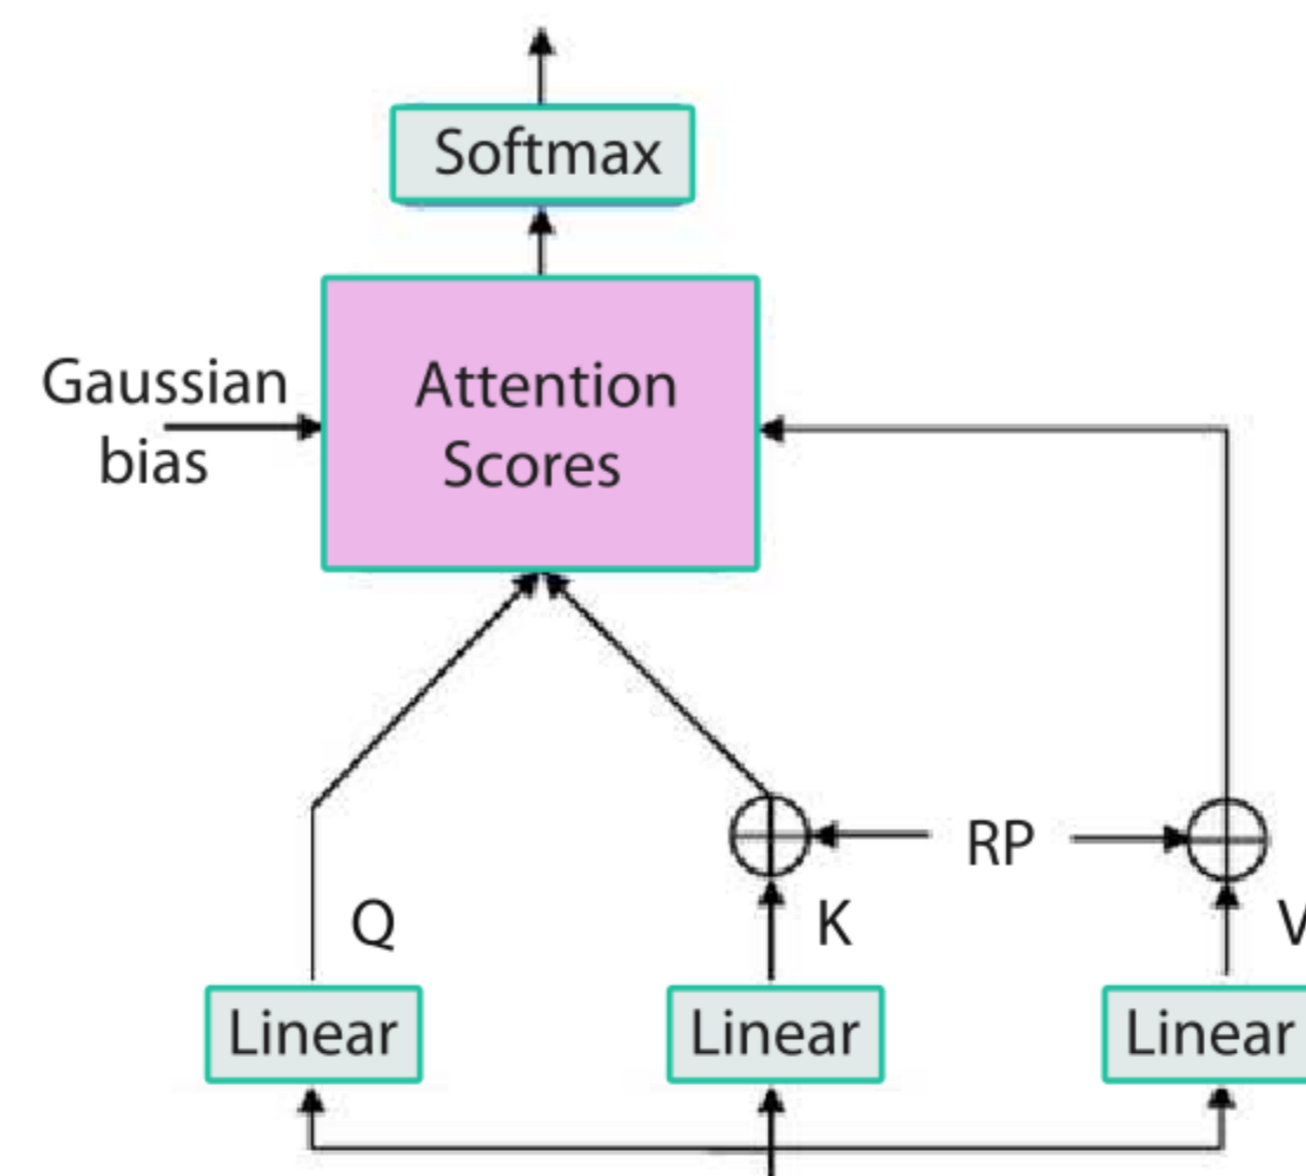 Softmax
Gaussian
bias
Attention
Scores
RP
Q
K
V
Linear
Linear
Linear